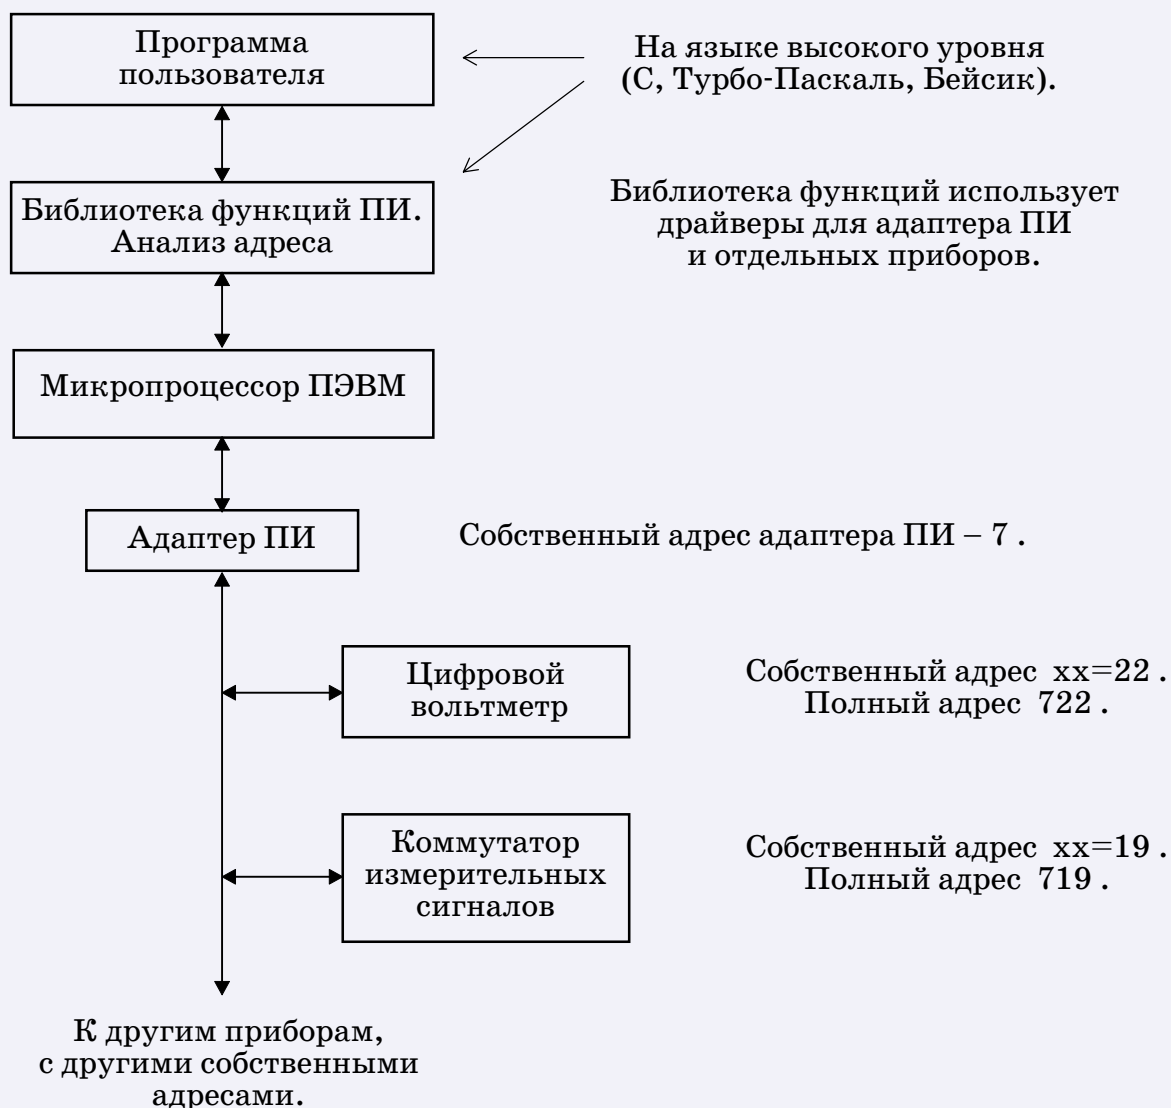 Программа
пользователя
На языке высокого уровня
(С, Турбо-Паскаль, Бейсик).
Библиотека функций ПИ.
Анализ адреса
Библиотека функций использует
драйверы для адаптера ПИ
и отдельных приборов.
Микропроцессор ПЭВМ
Адаптер ПИ
Собственный адрес адаптера ПИ – 7 .
Цифровой
вольтметр
Собственный адрес xx=22 .
Полный адрес 722 .
Коммутатор
измерительных
сигналов
Собственный адрес xx=19 .
Полный адрес 719 .
К другим приборам,
с другими собственными
адресами.